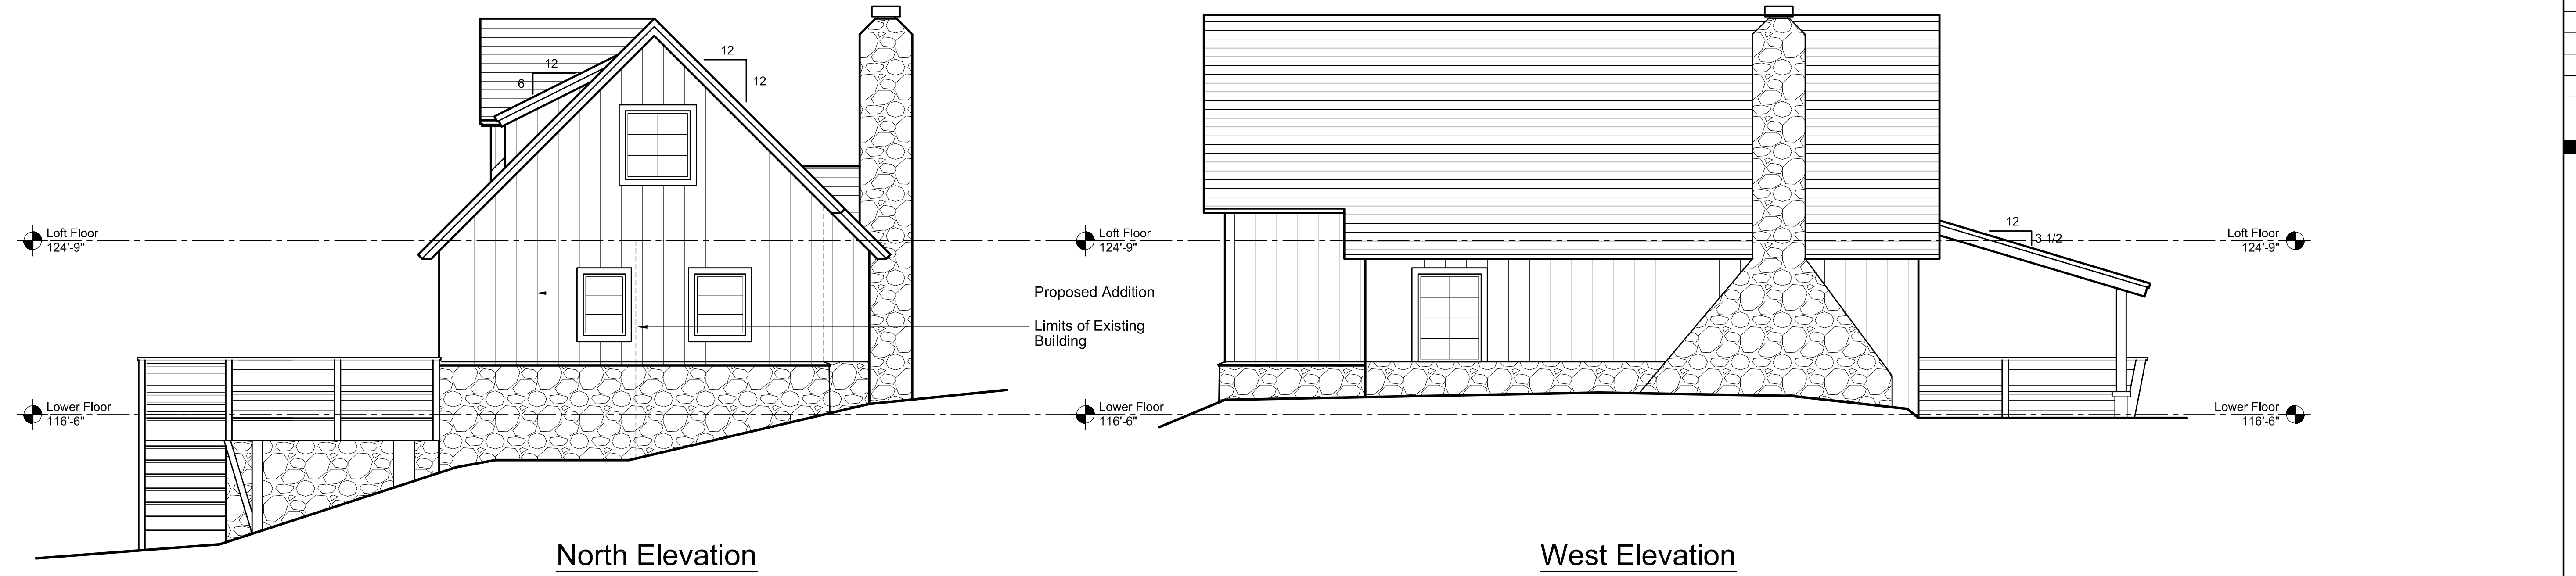 12
12
6
12
Loft Floor
124'-9"
Proposed Addition
Limits of Existing
Building
Lower Floor
116'-6"
North Elevation
Loft Floor
124'-9"
12
3 1/2
Loft Floor
124'-9"
Lower Floor
116'-6"
Lower Floor
116'-6"
West Elevation